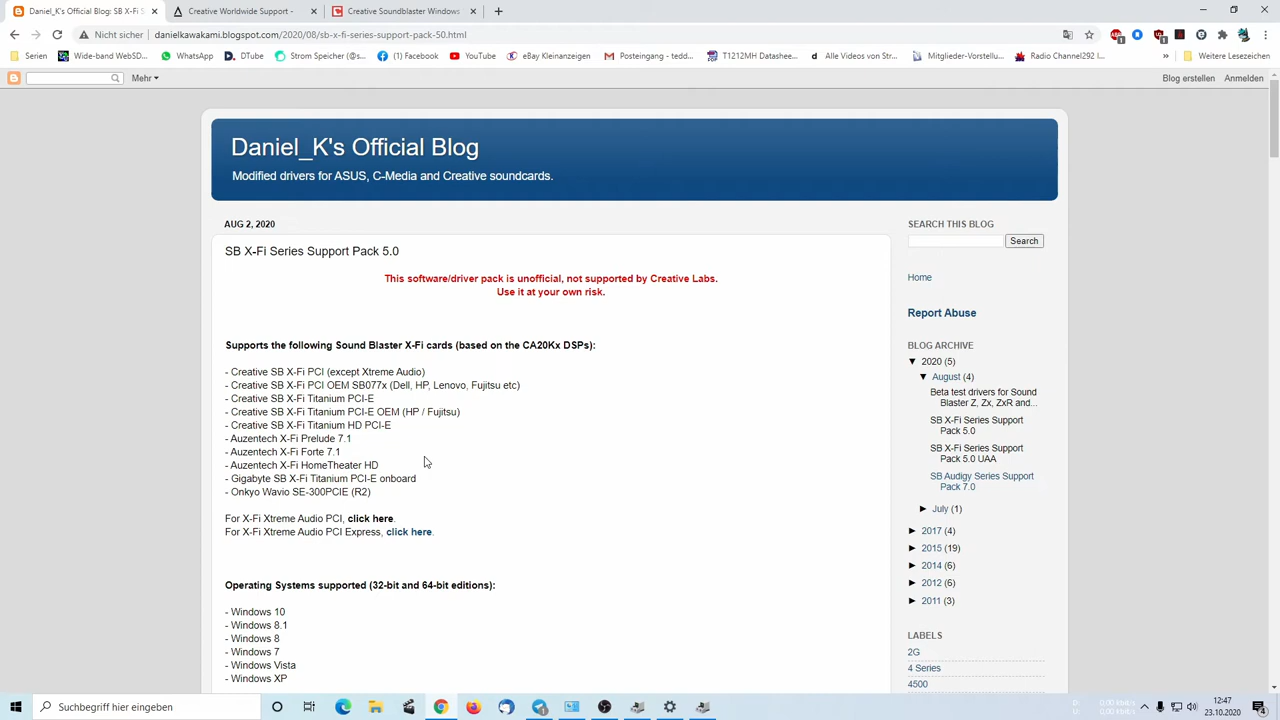 Daniel_K's Official Blog: SB X-Fi S
Creative Worldwide Support -
Creative Soundblaster Windows
Nicht sicher
danielkawakami.blogspot.com/2020/08/sb-x-fi-series-support-pack-50.html
Serien
Wide-band WebSD...
WhatsApp
DTube
Strom Speicher (@s...
(1) Facebook
YouTube
eBay Kleinanzeigen
Posteingang - tedd...
T1212MH Datashee...
Alle Videos von Str...
Mitglieder-Vorstellu...
Radio Channel292 I...
»
Weitere Lesezeichen
Mehr
Blog erstellen
Anmelden
Daniel_K's Official Blog
Modified drivers for ASUS, C-Media and Creative soundcards.
AUG 2, 2020
SB X-Fi Series Support Pack 5.0
This software/driver pack is unofficial, not supported by Creative Labs.
Use it at your own risk.
Supports the following Sound Blaster X-Fi cards (based on the CA20Kx DSPs):
- Creative SB X-Fi PCI (except Xtreme Audio)
- Creative SB X-Fi PCI OEM SB077x (Dell, HP, Lenovo, Fujitsu etc)
- Creative SB X-Fi Titanium PCI-E
- Creative SB X-Fi Titanium PCI-E OEM (HP / Fujitsu)
- Creative SB X-Fi Titanium HD PCI-E
- Auzentech X-Fi Prelude 7.1
- Auzentech X-Fi Forte 7.1
- Auzentech X-Fi HomeTheater HD
- Gigabyte SB X-Fi Titanium PCI-E onboard
- Onkyo Wavio SE-300PCIE (R2)
For X-Fi Xtreme Audio PCI, click here.
For X-Fi Xtreme Audio PCI Express, click here.
Operating Systems supported (32-bit and 64-bit editions):
- Windows 10
- Windows 8.1
- Windows 8
- Windows 7
- Windows Vista
- Windows XP
SEARCH THIS BLOG
Search
Home
Report Abuse
BLOG ARCHIVE
▼ 2020 (5)
▼ August (4)
Beta test drivers for Sound
Blaster Z, Zx, ZxR and...
SB X-Fi Series Support
Pack 5.0
SB X-Fi Series Support
Pack 5.0 UAA
SB Audigy Series Support
Pack 7.0
► July (1)
► 2017 (4)
► 2015 (19)
► 2014 (6)
► 2012 (6)
► 2011 (3)
LABELS
2G
4 Series
4500
Suchbegriff hier eingeben
12:47
23.10.2020